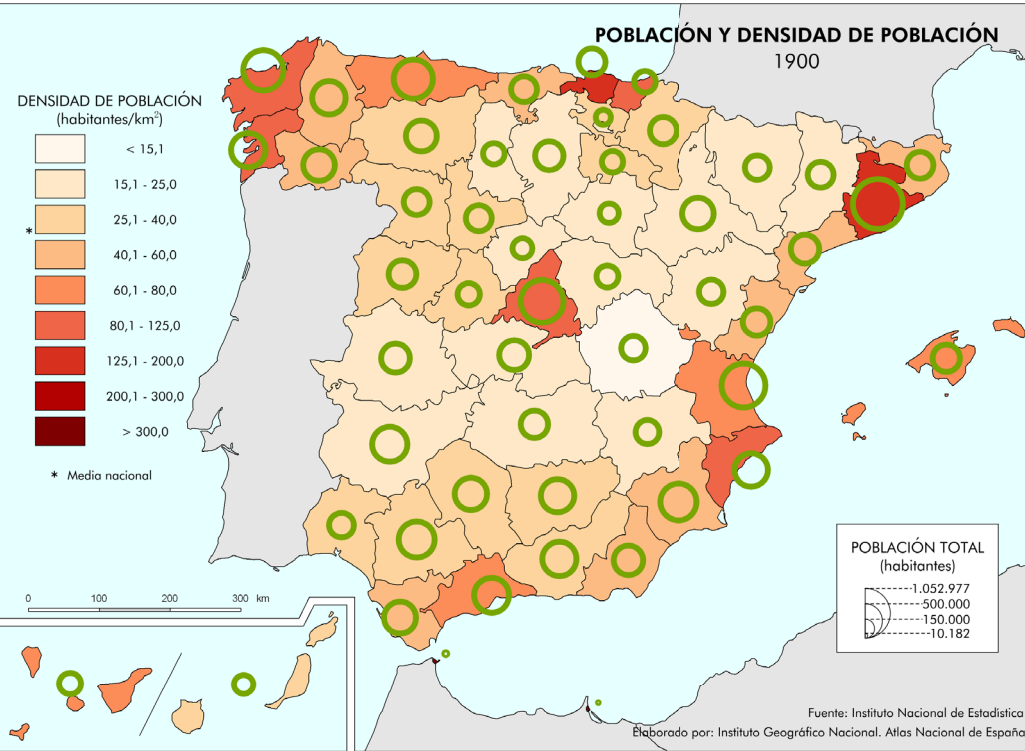 POBLACIÓN Y DENSIDAD DE POBLACIÓN
1900
DENSIDAD DE POBLACIÓN
(habitantes/km²)
< 15,1
15,1 - 25,0
25,1 - 40,0
*
40,1 - 60,0
60,1 - 80,0
80,1 - 125,0
125,1 - 200,0
200,1 - 300,0
> 300,0
* Media nacional
0 100 200 300 km
POBLACIÓN TOTAL
(habitantes)
1.052.977
500.000
150.000
10.182
Fuente: Instituto Nacional de Estadística
Elaborado por: Instituto Geográfico Nacional. Atlas Nacional de España